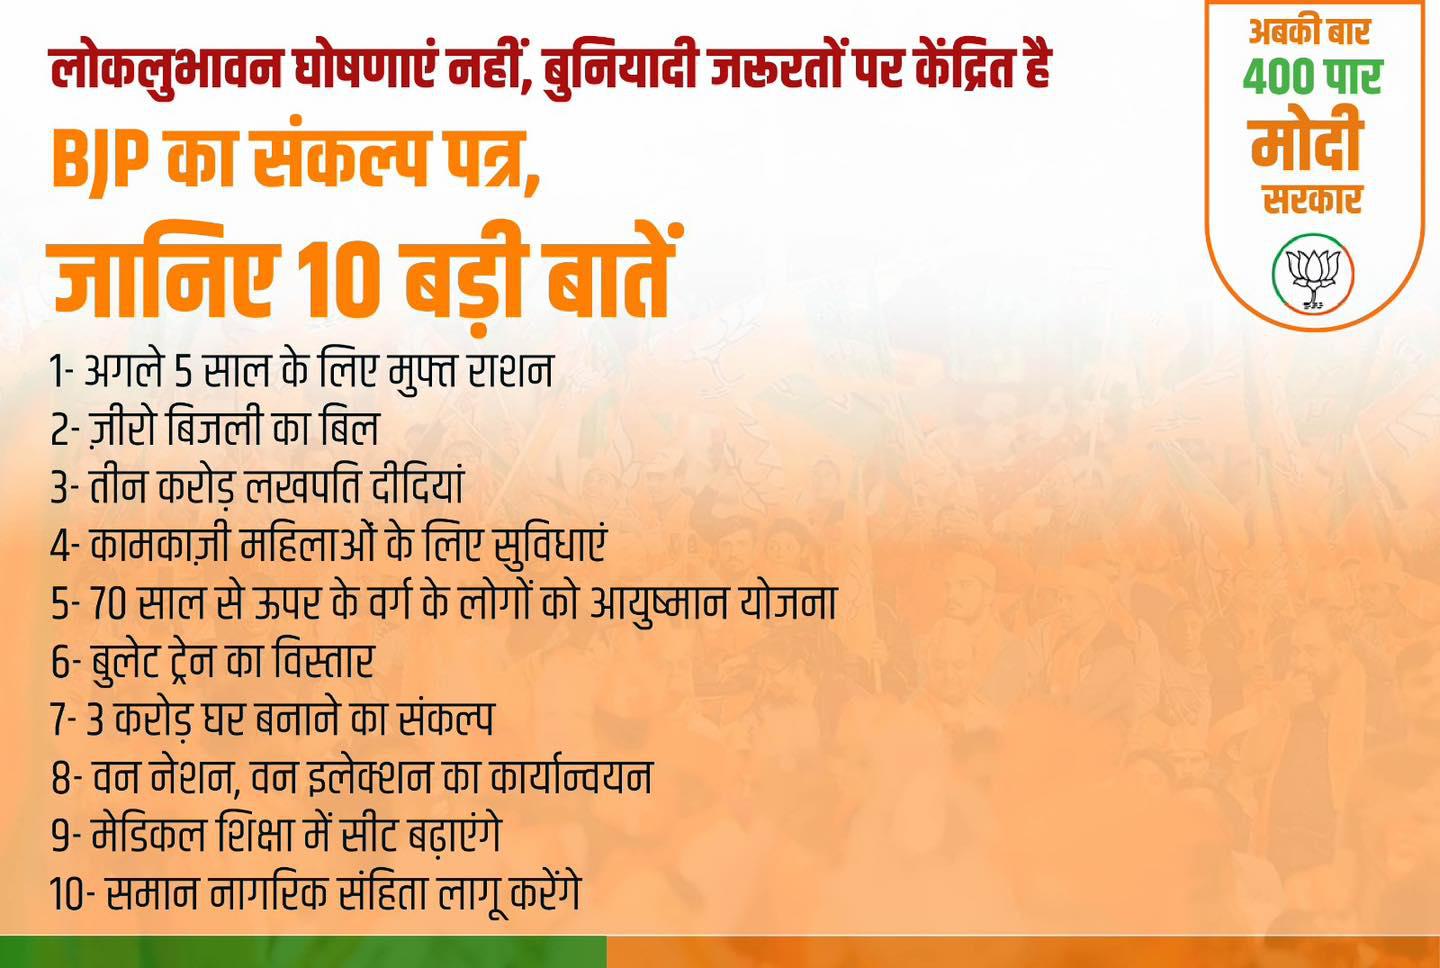 लोकलुभावन घोषणाएं नहीं, बुनियादी जरूरतों पर केंद्रित है
BJP का संकल्प पत्र,
जानिए 10 बड़ी बातें
1- अगले 5 साल के लिए मुफ्त राशन
2- ज़ीरो बिजली का बिल
3- तीन करोड़ लखपति दीदियां
4- कामकाज़ी महिलाओं के लिए सुविधाएं
5- 70 साल से ऊपर के वर्ग के लोगों को आयुष्मान योजना
6- बुलेट ट्रेन का विस्तार
7- 3 करोड़ घर बनाने का संकल्प
8- वन नेशन, वन इलेक्शन का कार्यान्वयन
9- मेडिकल शिक्षा में सीट बढ़ाएंगे
10- समान नागरिक संहिता लागू करेंगे
अबकी बार
400 पार
मोदी
सरकार